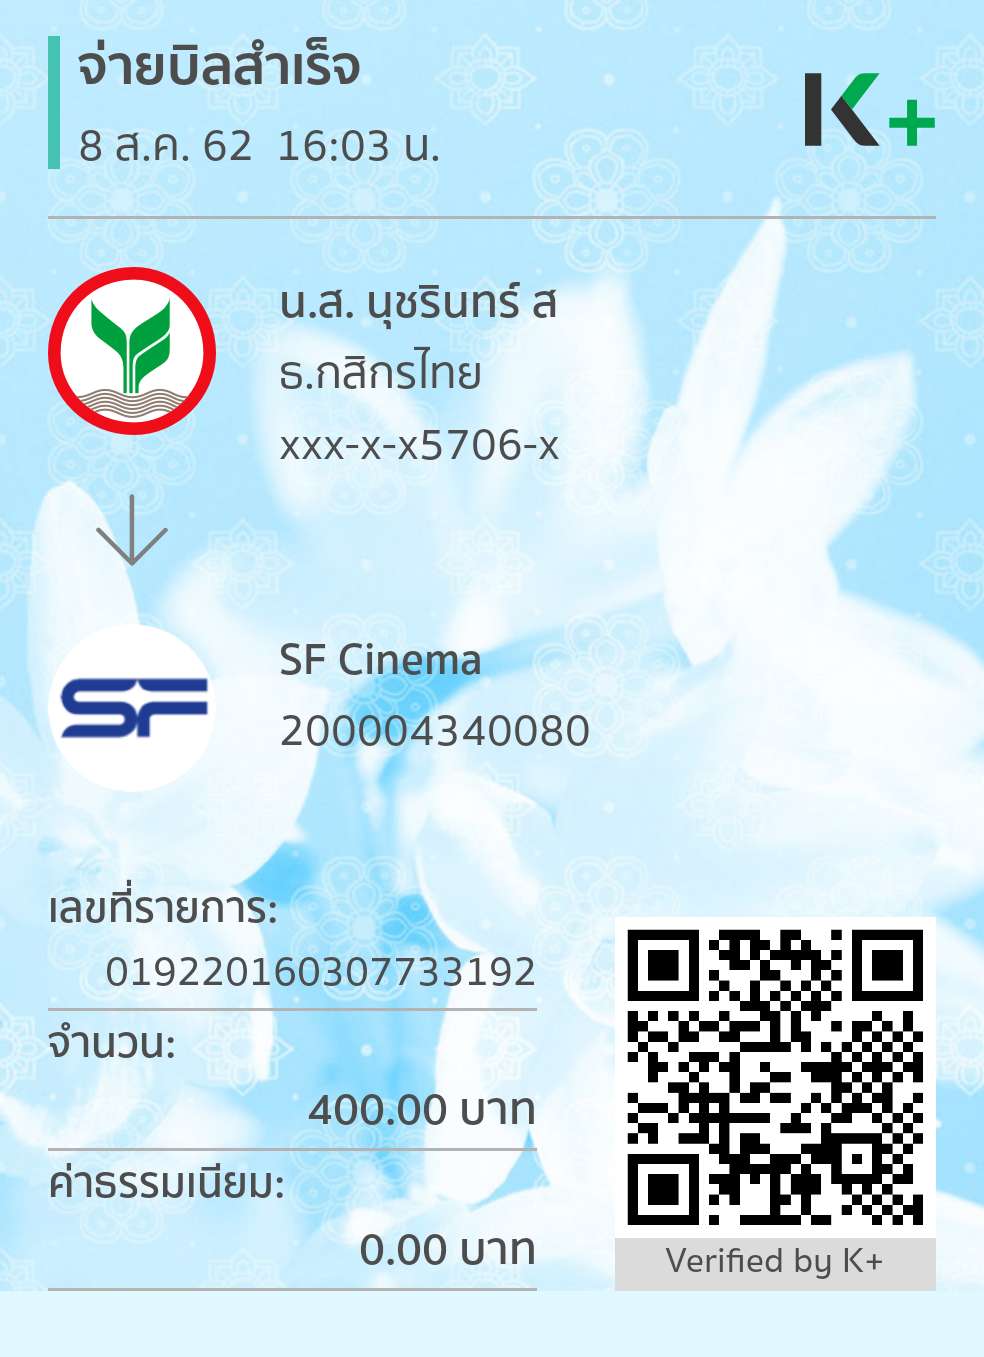 จ่ายบิลสำเร็จ
8 ส.ค. 62 16:03 น.
K+
น.ส. นุชรินทร์ ส
ธ.กสิกรไทย
xxx-x-x5706-x
SF
SF Cinema
200004340080
เลขที่รายการ:
019220160307733192
จำนวน:
400.00 บาท
ค่าธรรมเนียม:
0.00 บาท
Verified by K+